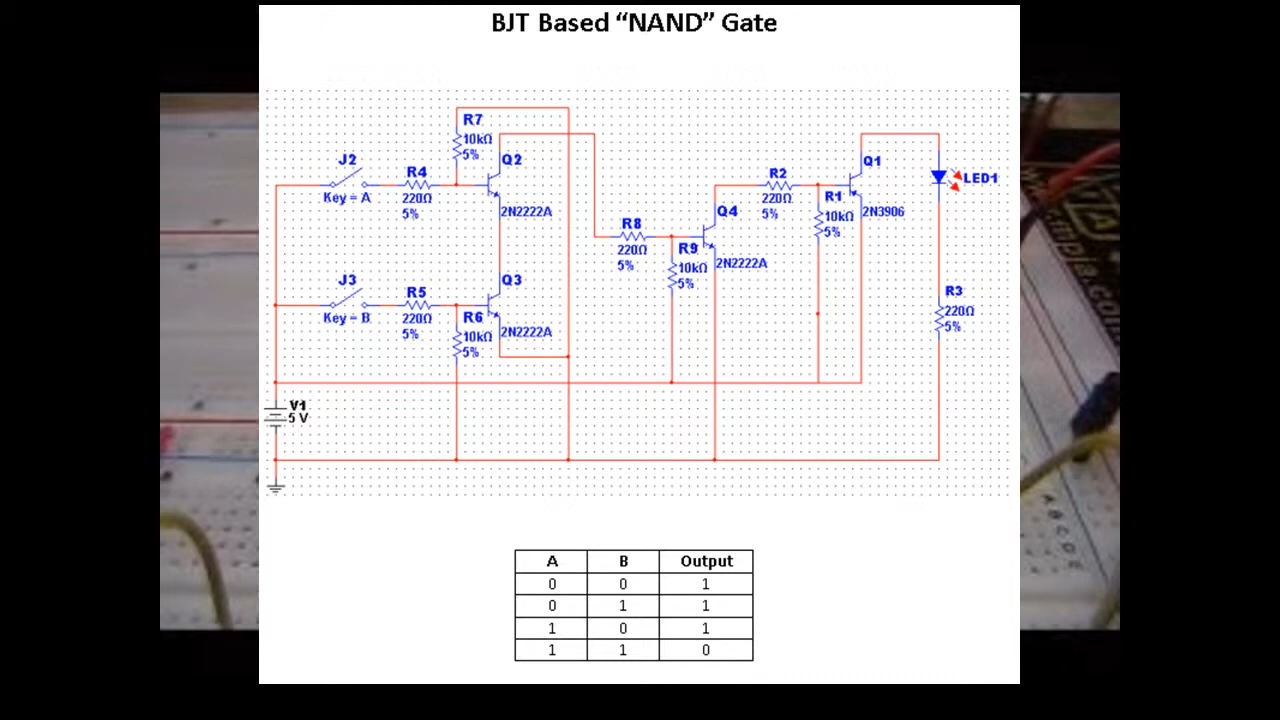 BJT Based “NAND” Gate
R7
10kΩ
5%
J2
Key = A
R4
220Ω
5%
Q2
2N2222A
J3
Key = B
R5
220Ω
5%
R6
10kΩ
5%
Q3
2N2222A
R8
220Ω
5%
R9
10kΩ
5%
Q4
2N2222A
R2
220Ω
5%
R1
10kΩ
5%
Q1
2N3906
LED1
R3
220Ω
5%
V1
5 V
A B Output
0 0 1
0 1 1
1 0 1
1 1 0
A B C D E